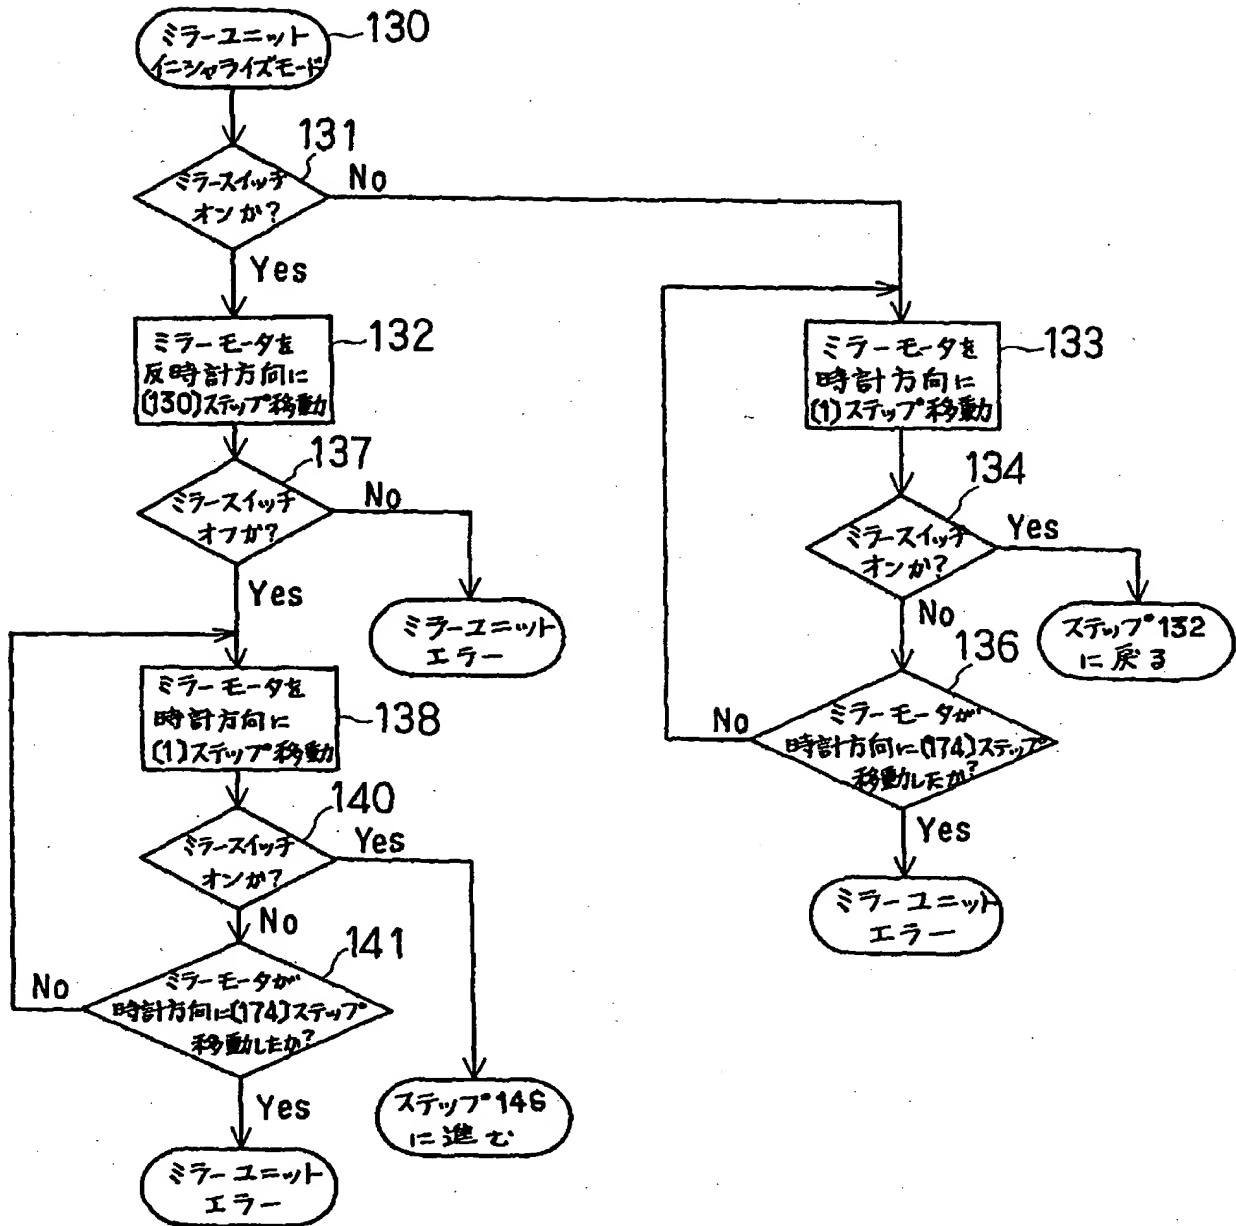 ミラーユニット
イニシャライズモード
130
131
ミラースイッチ
オンか?
No
Yes
ミラーモータを
反時計方向に
(130)ステップ移動
132
137
ミラースイッチ
オフか?
No
Yes
ミラーユニット
エラー
ミラーモータを
時計方向に
(1)ステップ移動
138
140
ミラースイッチ
オンか?
Yes
No
141
ミラーモータが
時計方向に(174)ステップ
移動したか?
No
Yes
ステップ146
に進む
ミラーユニット
エラー
ミラーモータを
時計方向に
(1)ステップ移動
133
134
ミラースイッチ
オンか?
Yes
No
ステップ132
に戻る
136
ミラーモータが
時計方向に(174)ステップ
移動したか?
No
Yes
ミラーユニット
エラー